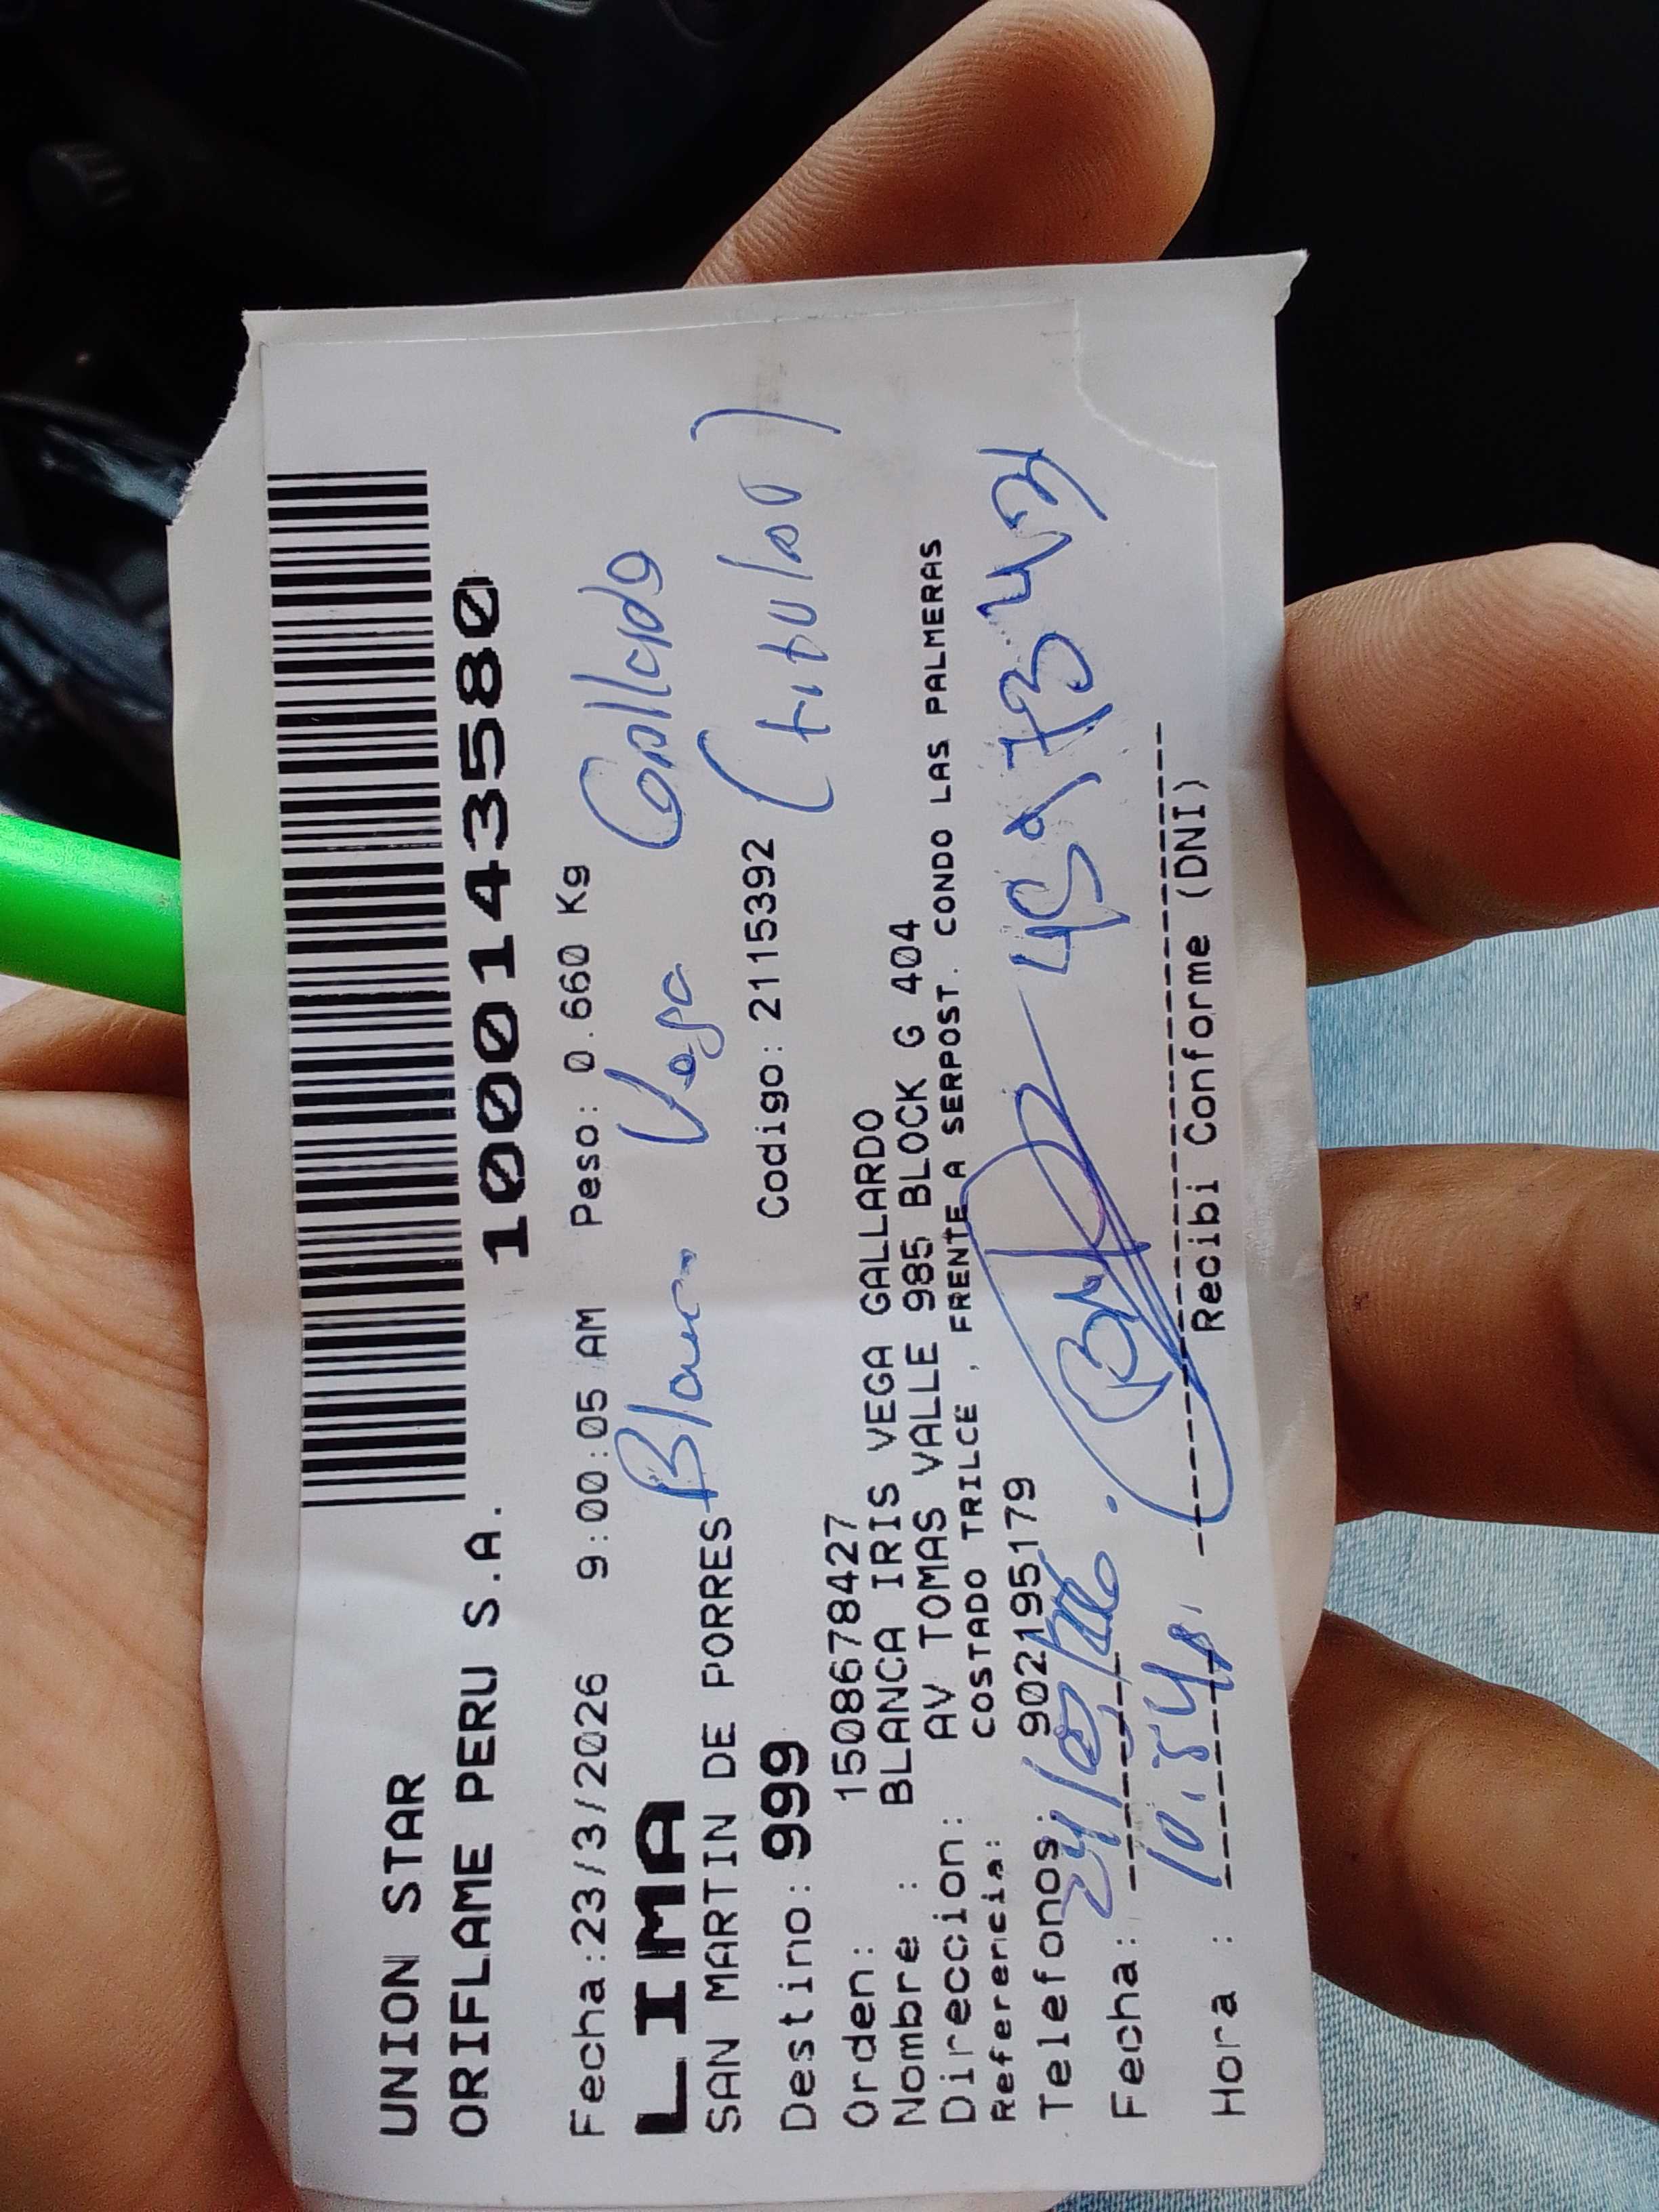 UNION STAR
ORIFLAME PERU S.A.
1000143580
Fecha:23/3/2026 9:00:05 AM Peso: 0.660 Kg
LIMA
Blanca Vega Gallardo
SAN MARTIN DE PORRES
(titular)
Destino: 999 Codigo: 2115392
Orden: 1508678427
Nombre : BLANCA IRIS VEGA GALLARDO
Direccion: AV TOMAS VALLE 985 BLOCK G 404
Referencia: COSTADO TRILCE , FRENTE A SERPOST. CONDO LAS PALMERAS
Telefonos: 902195179
Fecha:
Hora : 10:54
Recibi Conforme (DNI)